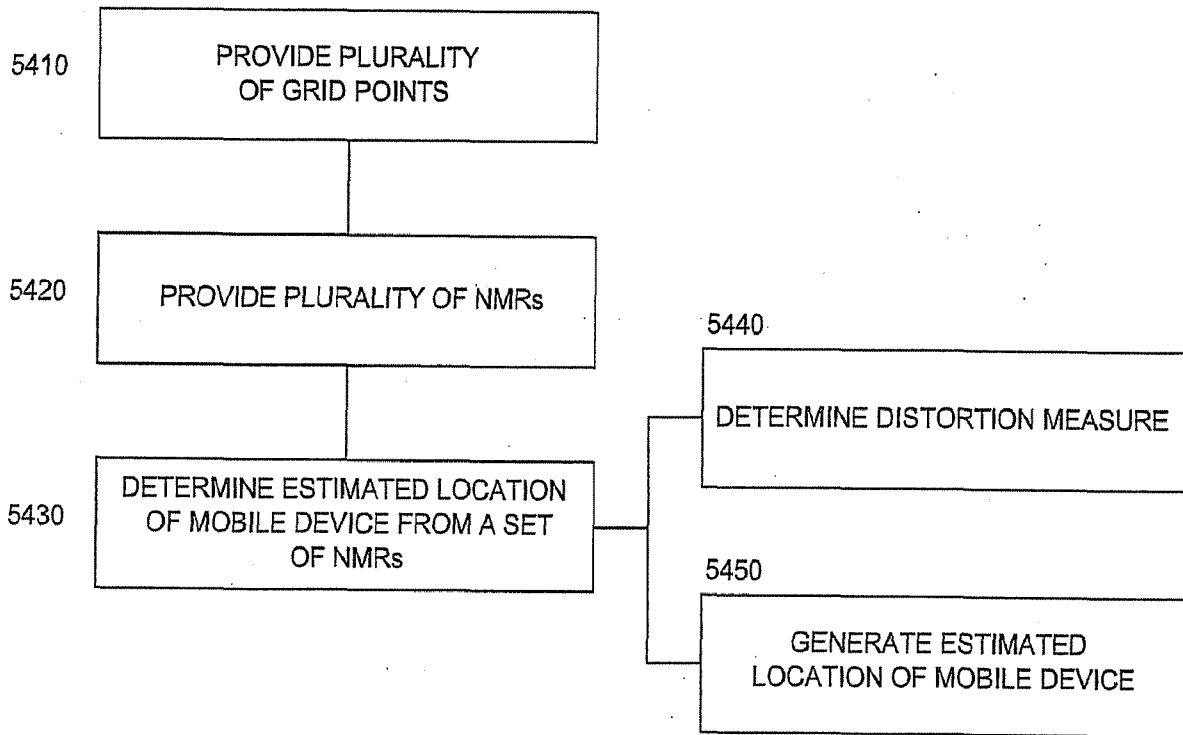 5410
PROVIDE PLURALITY
OF GRID POINTS
5420
PROVIDE PLURALITY OF NMRs
5430
DETERMINE ESTIMATED LOCATION
OF MOBILE DEVICE FROM A SET
OF NMRs
5440
DETERMINE DISTORTION MEASURE
5450
GENERATE ESTIMATED
LOCATION OF MOBILE DEVICE